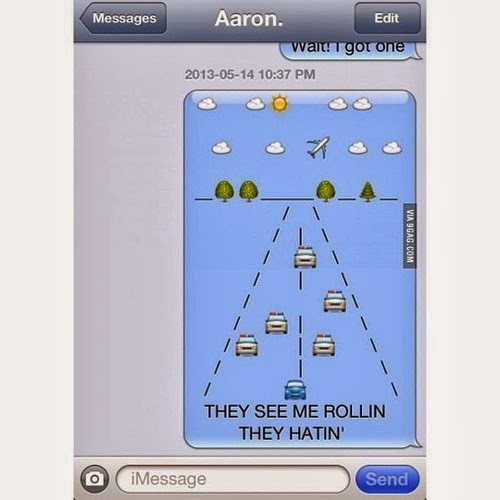 Messages
Aaron.
Edit
Wait! I got one
2013-05-14 10:37 PM
VIA 9GAG.COM
THEY SEE ME ROLLIN
THEY HATIN'
iMessage
Send